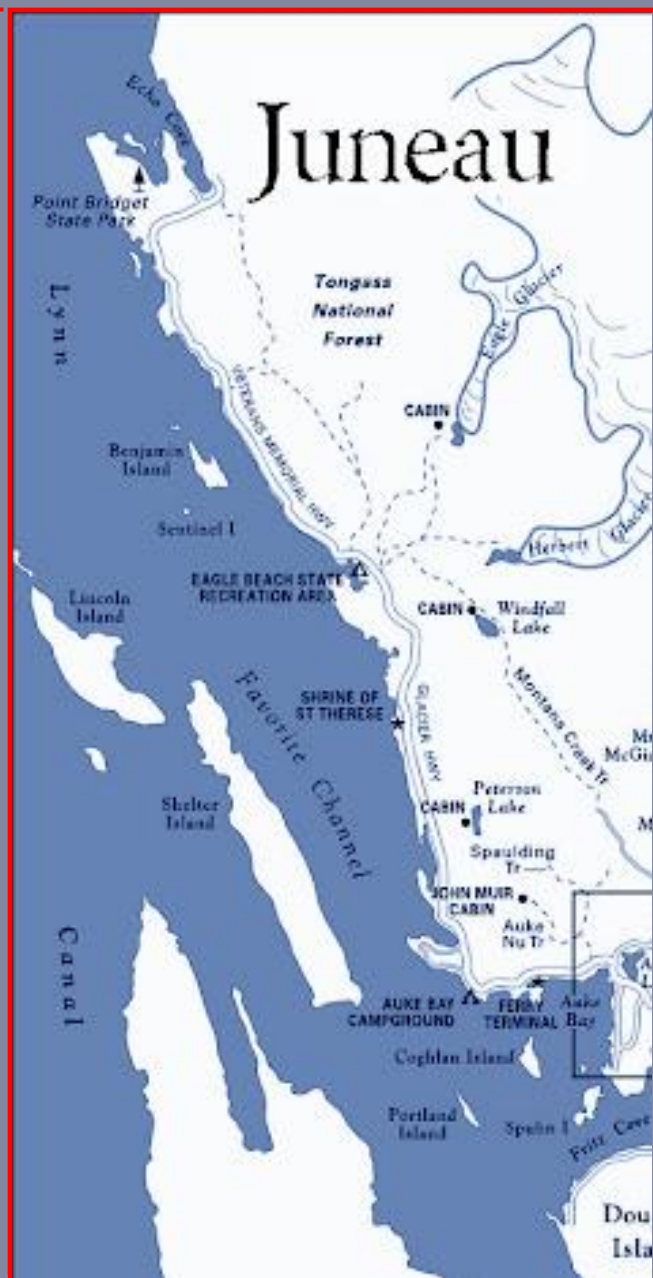 Echo Cove
Juneau
Point Bridget
State Park
Lynn
Tongass
National
Forest
Eagle Glacier
VETERANS MEMORIAL HWY
CABIN
Benjamin
Island
Sentinel I
Herbert Glacier
EAGLE BEACH STATE
RECREATION AREA
Lincoln
Island
CABIN
Windfall
Lake
Favorite Channel
SHRINE OF
ST THERESE
GLACIER HWY
Montana Creek Tr
McGi
Shelter
Island
CABIN
Peterson
Lake
M
Spaulding
Tr
JOHN MUIR
CABIN
Auke
Nu Tr
Canal
AUKE BAY
CAMPGROUND
FERRY
TERMINAL
Auke
Bay
Coghlan Island
Portland
Island
Spuhn I
Fritz Cove
Dou
Isla